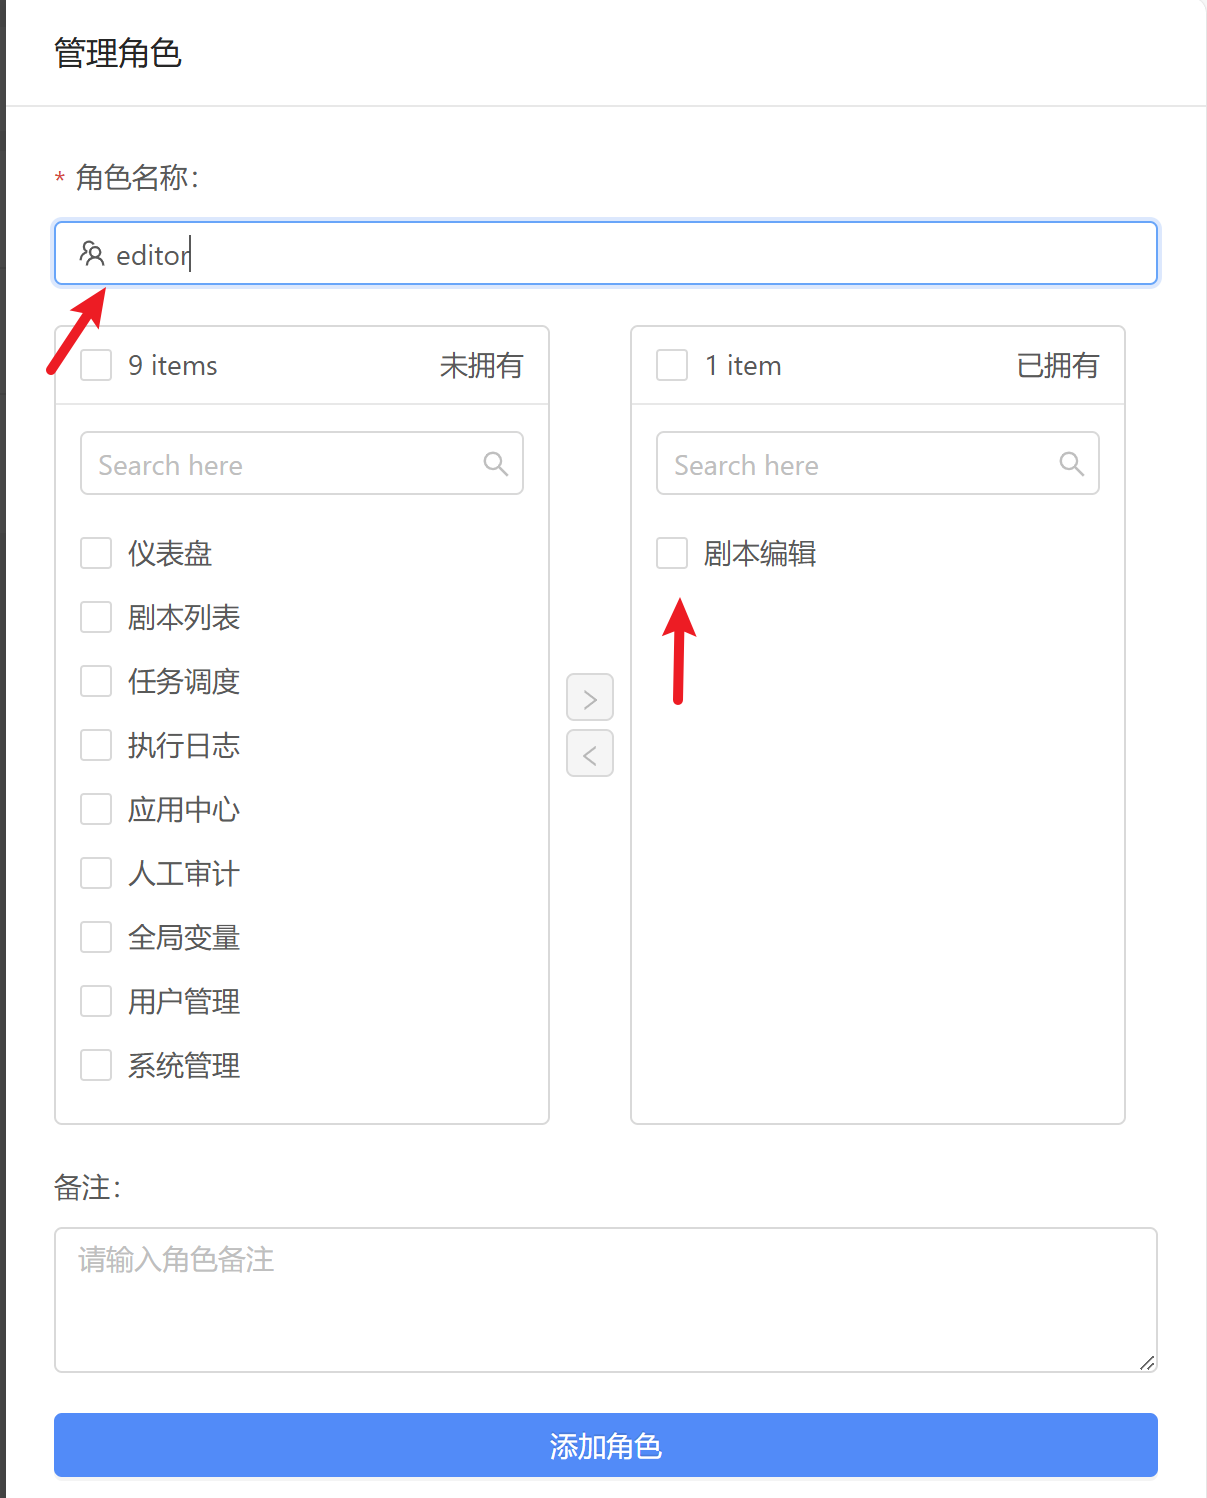 管理角色
* 角色名称：
editor
9 items 未拥有
1 item 已拥有
Search here
Search here
仪表盘
剧本编辑
剧本列表
任务调度
执行日志
应用中心
人工审计
全局变量
用户管理
系统管理
备注：
请输入角色备注
添加角色